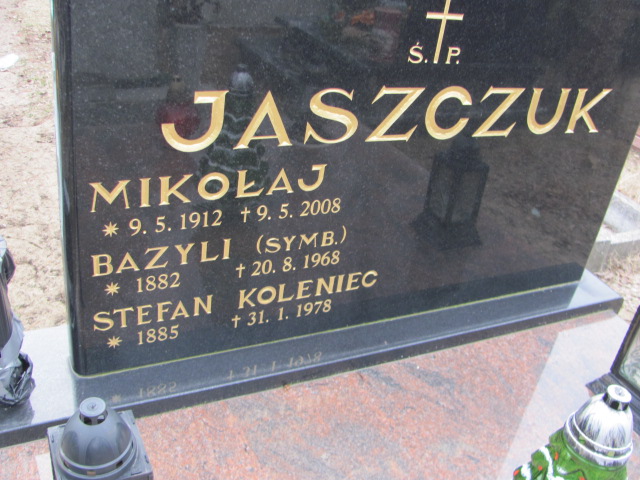 Ś.P.
JASZCZUK
MIKOŁAJ
* 9.5.1912 † 9.5.2008
BAZYLI (SYMB.)
* 1882 † 20.8.1968
STEFAN KOLENIEC
* 1885 † 31.1.1978